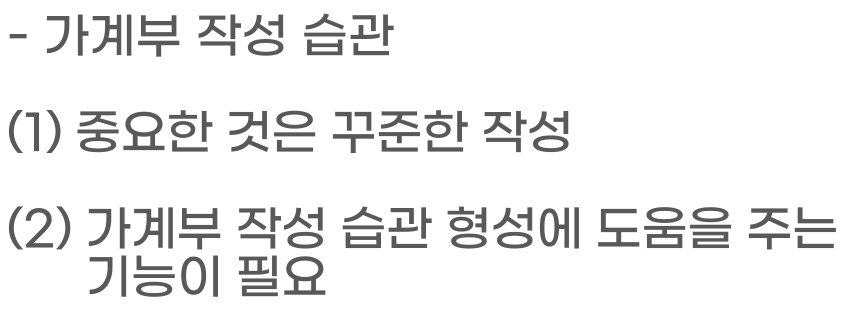 - 가계부 작성 습관
(1) 중요한 것은 꾸준한 작성
(2) 가계부 작성 습관 형성에 도움을 주는
기능이 필요